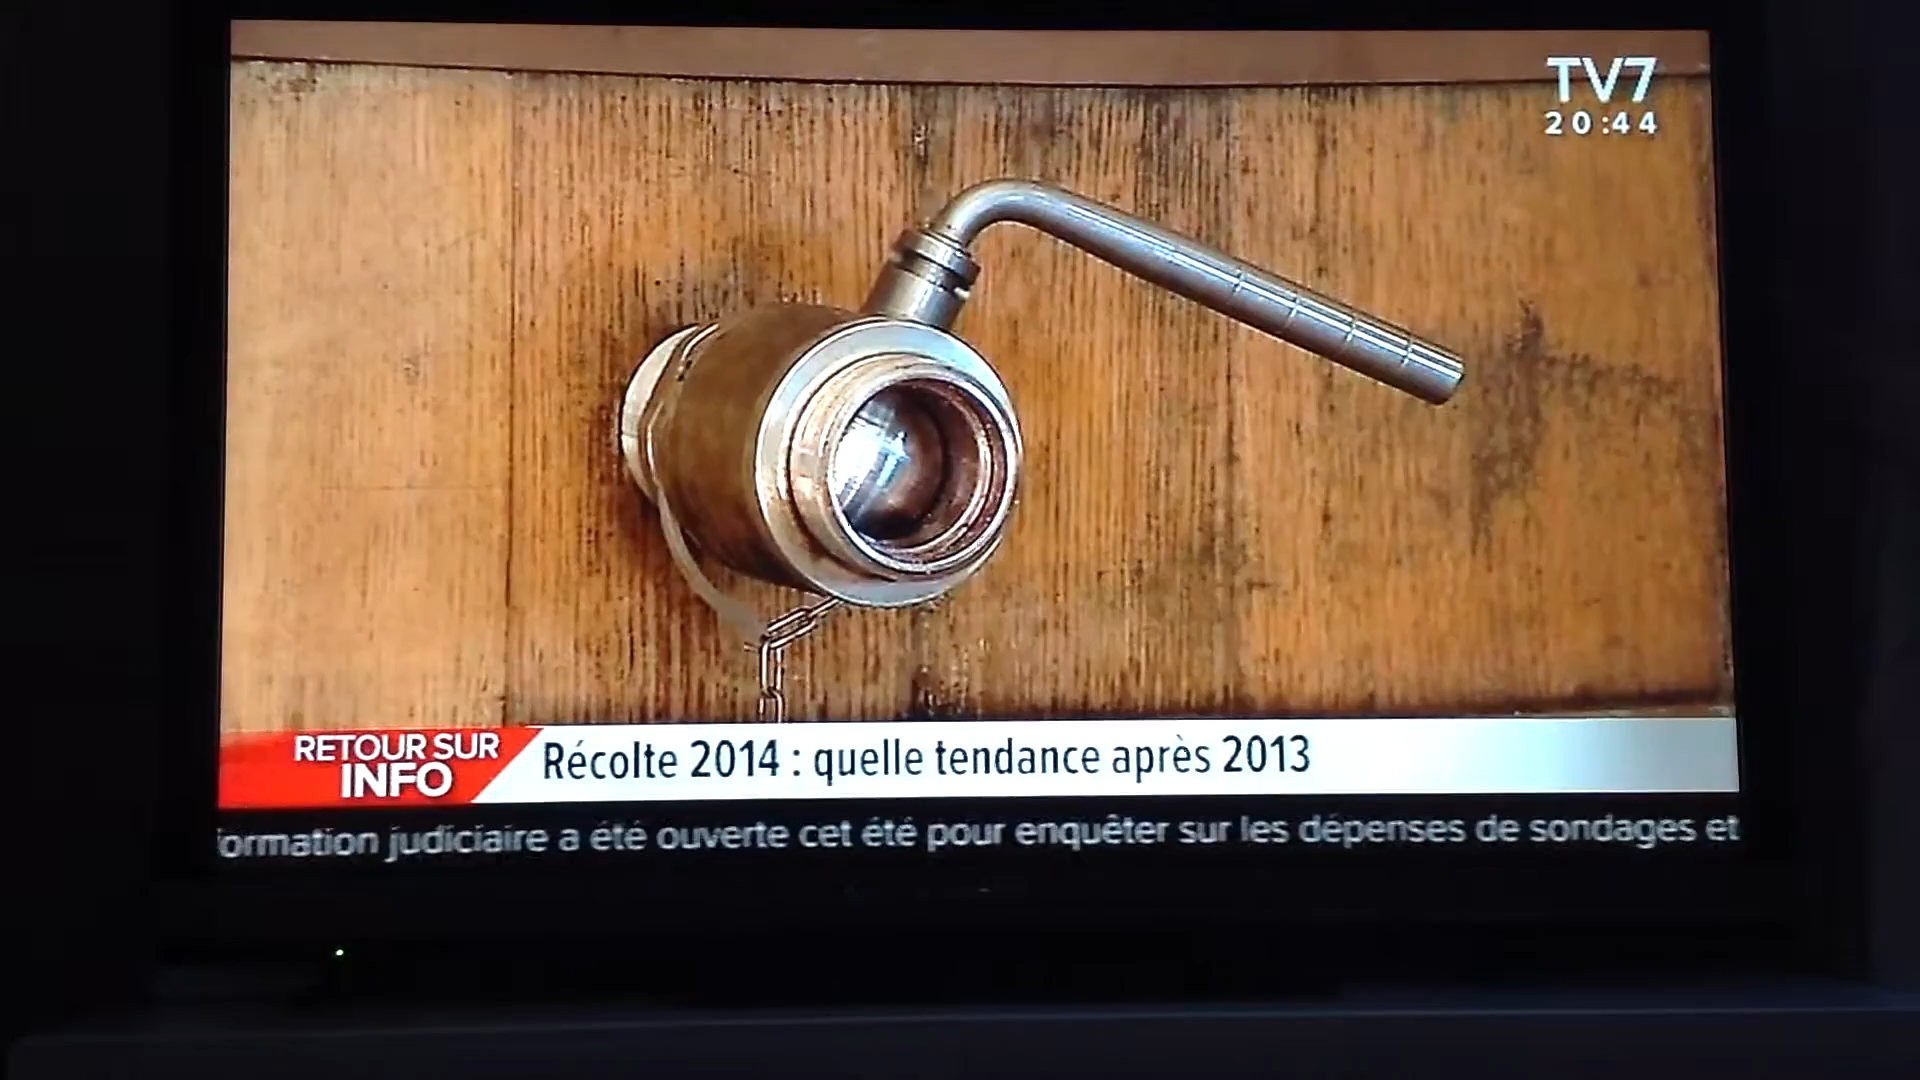 TV7
20:44
RETOUR SUR
INFO
Récolte 2014 : quelle tendance après 2013
formation judiciaire a été ouverte cet été pour enquêter sur les dépenses de sondages et